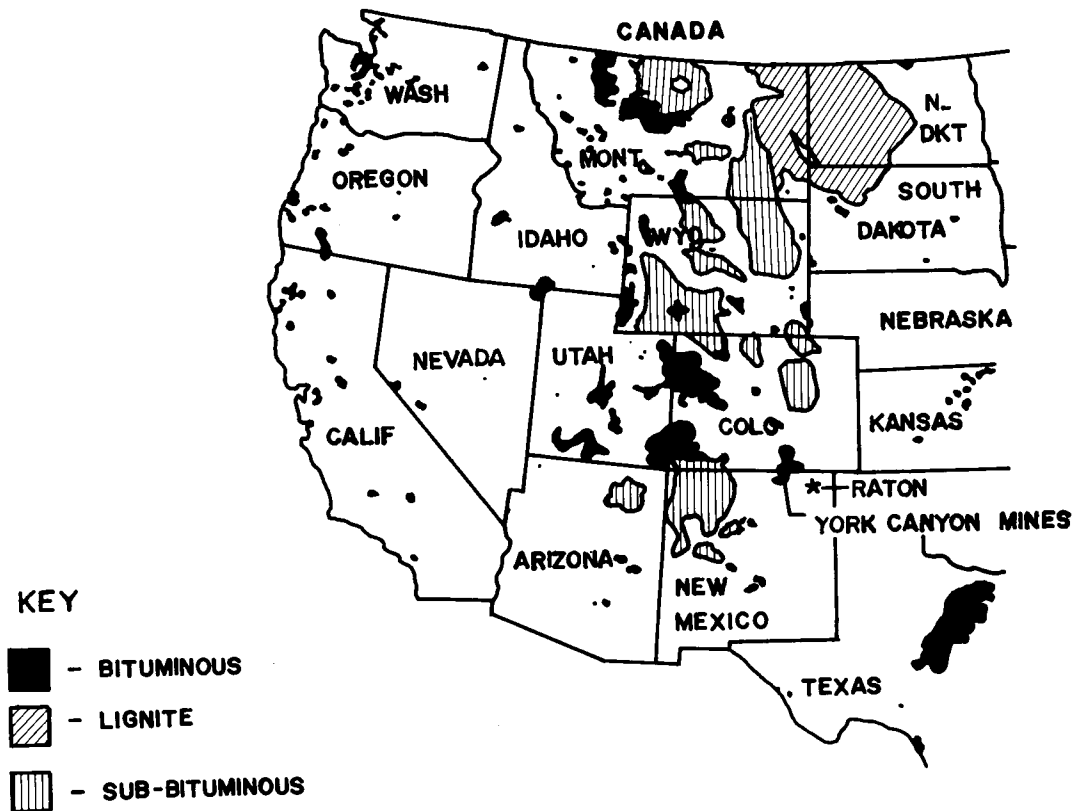 CANADA
WASH
N-
DKT
MONT
OREGON
SOUTH
DAKOTA
IDAHO
WYO
NEBRASKA
NEVADA
UTAH
COLO
KANSAS
CALIF
*-RATON
YORK CANYON MINES
ARIZONA
NEW
MEXICO
TEXAS
KEY
- BITUMINOUS
- LIGNITE
- SUB-BITUMINOUS